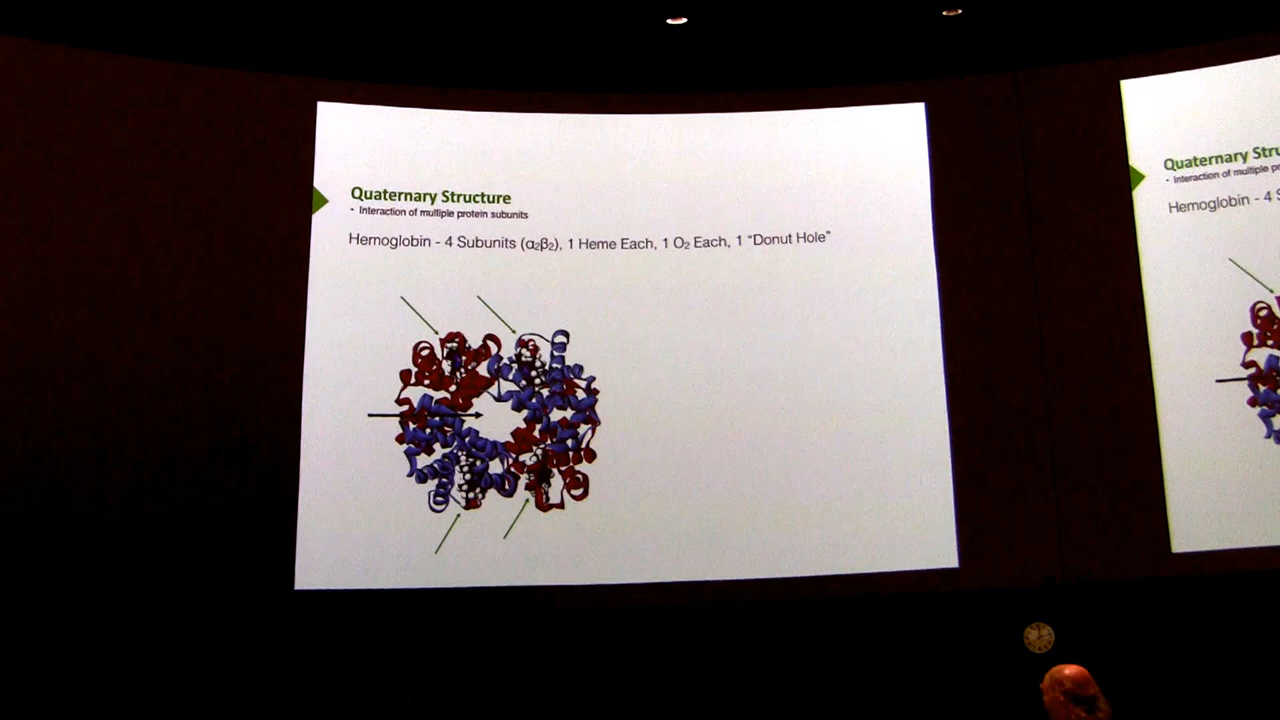 Quaternary Structure
• Interaction of multiple protein subunits
Hemoglobin - 4 Subunits (α₂β₂), 1 Heme Each, 1 O₂ Each, 1 “Donut Hole”
Quaternary Stru
• Interaction of multiple pr
Hemoglobin - 4 S